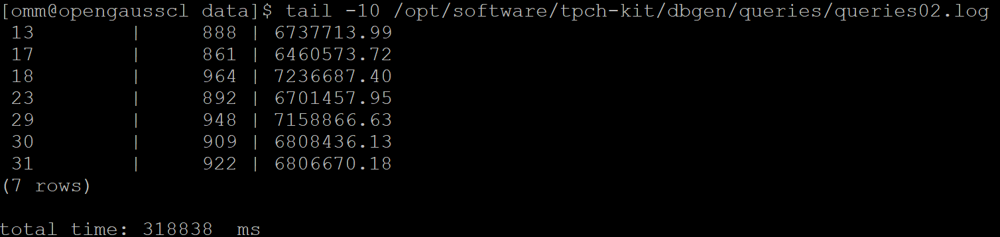 [omm@opengausscl data]$ tail -10 /opt/software/tpch-kit/dbgen/queries/queries02.log
 13        |     888 | 6737713.99
 17        |     861 | 6460573.72
 18        |     964 | 7236687.40
 23        |     892 | 6701457.95
 29        |     948 | 7158866.63
 30        |     909 | 6808436.13
 31        |     922 | 6806670.18
(7 rows)

total time: 318838  ms